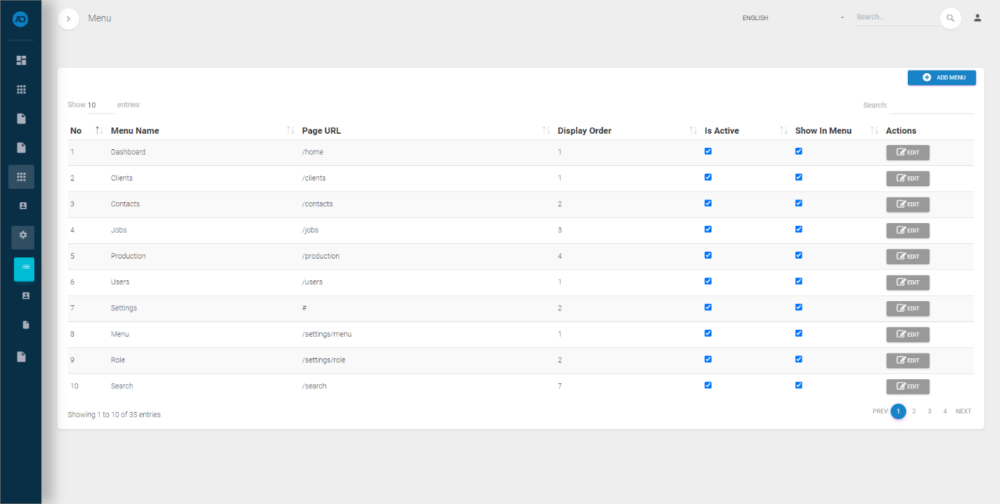 AD
Menu
ENGLISH
Search...
ADD MENU
Show 10 entries
Search:
No Menu Name Page URL Display Order Is Active Show In Menu Actions
1 Dashboard /home 1 EDIT
2 Clients /clients 1 EDIT
3 Contacts /contacts 2 EDIT
4 Jobs /jobs 3 EDIT
5 Production /production 4 EDIT
6 Users /users 1 EDIT
7 Settings # 2 EDIT
8 Menu /settings/menu 1 EDIT
9 Role /settings/role 2 EDIT
10 Search /search 7 EDIT
Showing 1 to 10 of 35 entries
PREV 1 2 3 4 NEXT